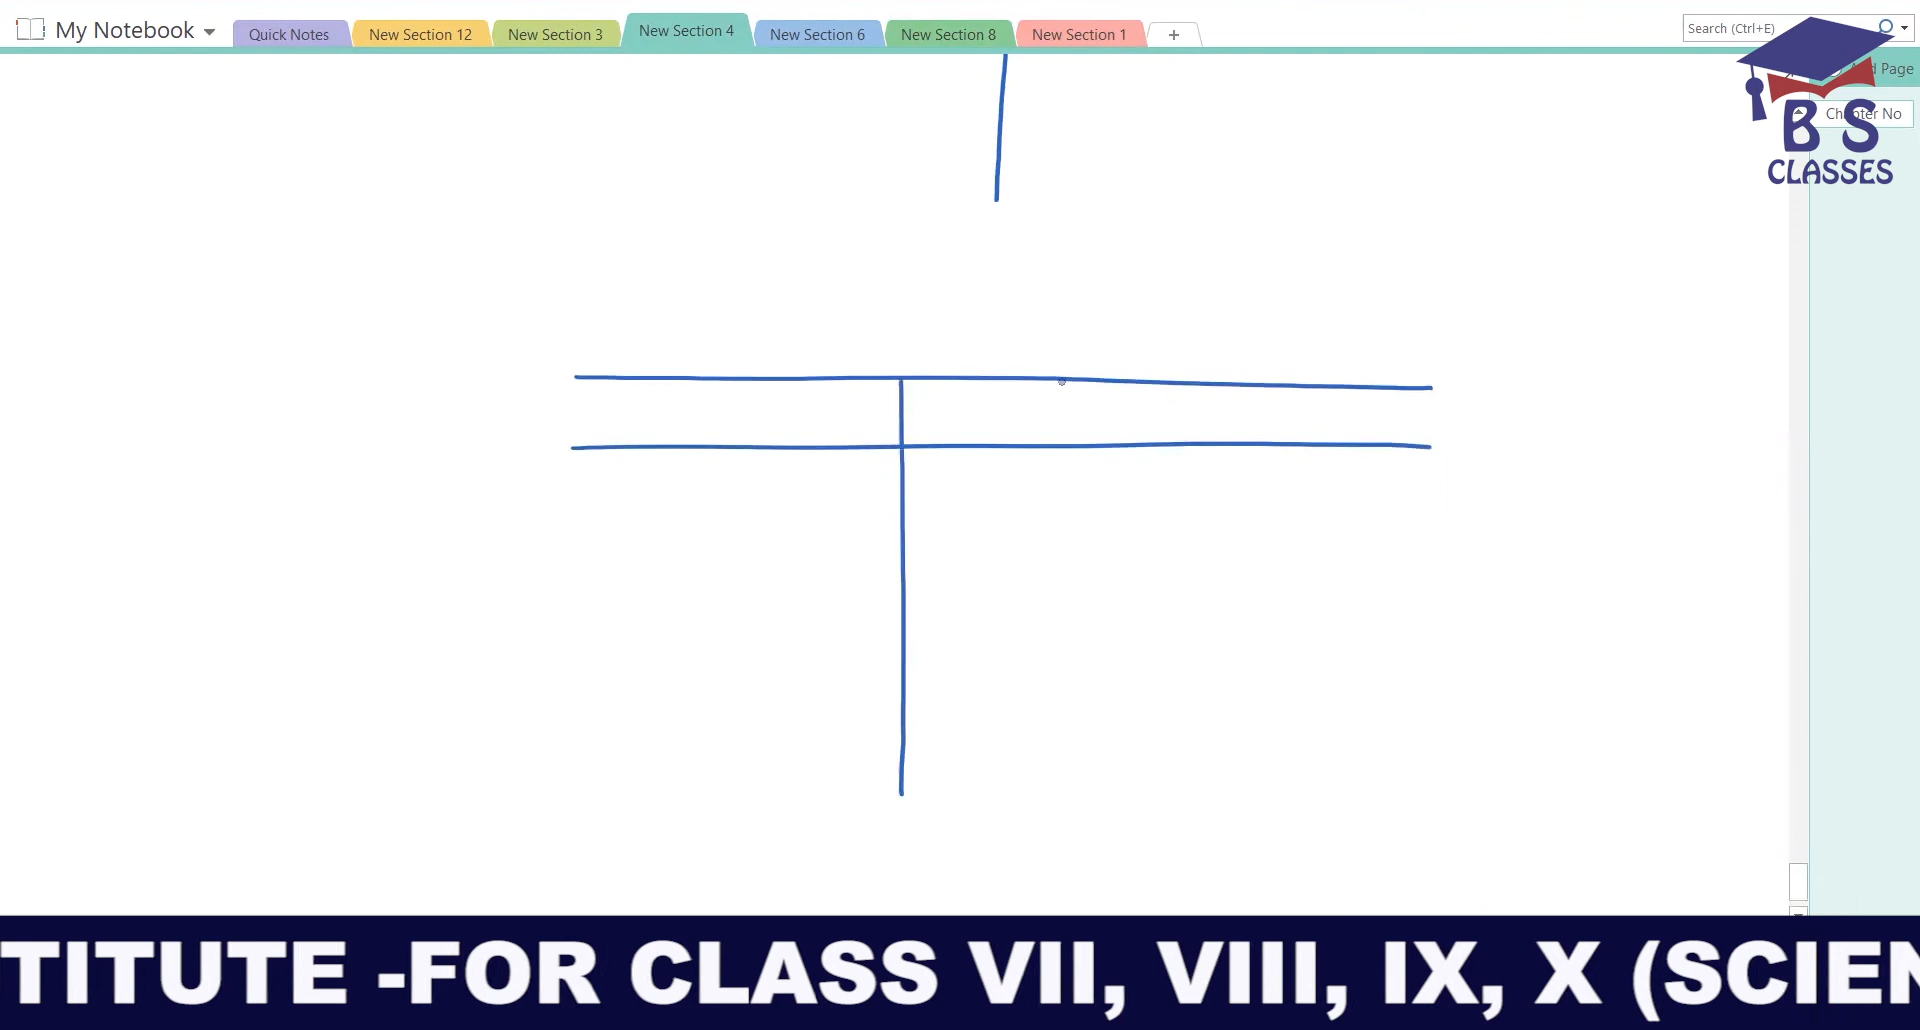 My Notebook
Quick Notes
New Section 12
New Section 3
New Section 4
New Section 6
New Section 8
New Section 1
+
Search (Ctrl+E)
Page
B S
CLASSES
TITUTE -FOR CLASS VII, VIII, IX, X (SCIEN